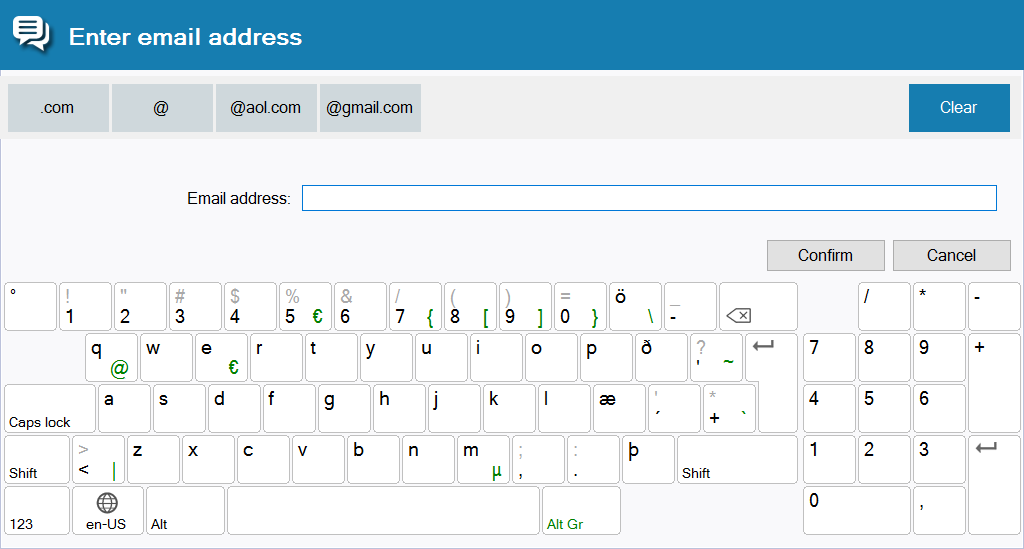 Enter email address
.com @ @aol.com @gmail.com Clear
Email address:
Confirm Cancel
° ! 1 " 2 # 3 $ 4 % 5 € & 6 / 7 { ( 8 [ ) 9 ] = 0 } ö \ _ - / * -
q @ w e € r t y u i o p ð ? ' ~ 7 8 9 +
Caps lock a s d f g h j k l æ ' ´ * + ` 4 5 6
Shift > < | z x c v b n m µ ; , : . þ Shift 1 2 3
123 en-US Alt Alt Gr 0 ,